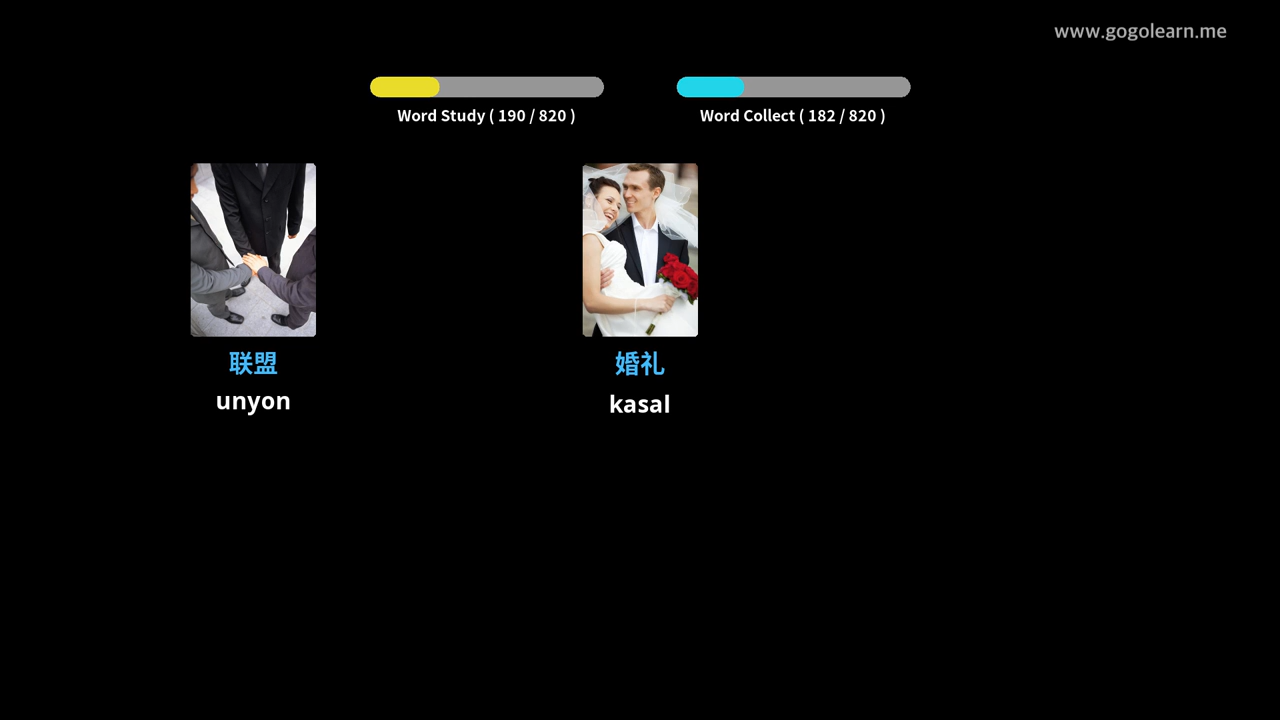 www.gogolearn.me
Word Study ( 190 / 820 )
Word Collect ( 182 / 820 )
联盟
unyon
婚礼
kasal